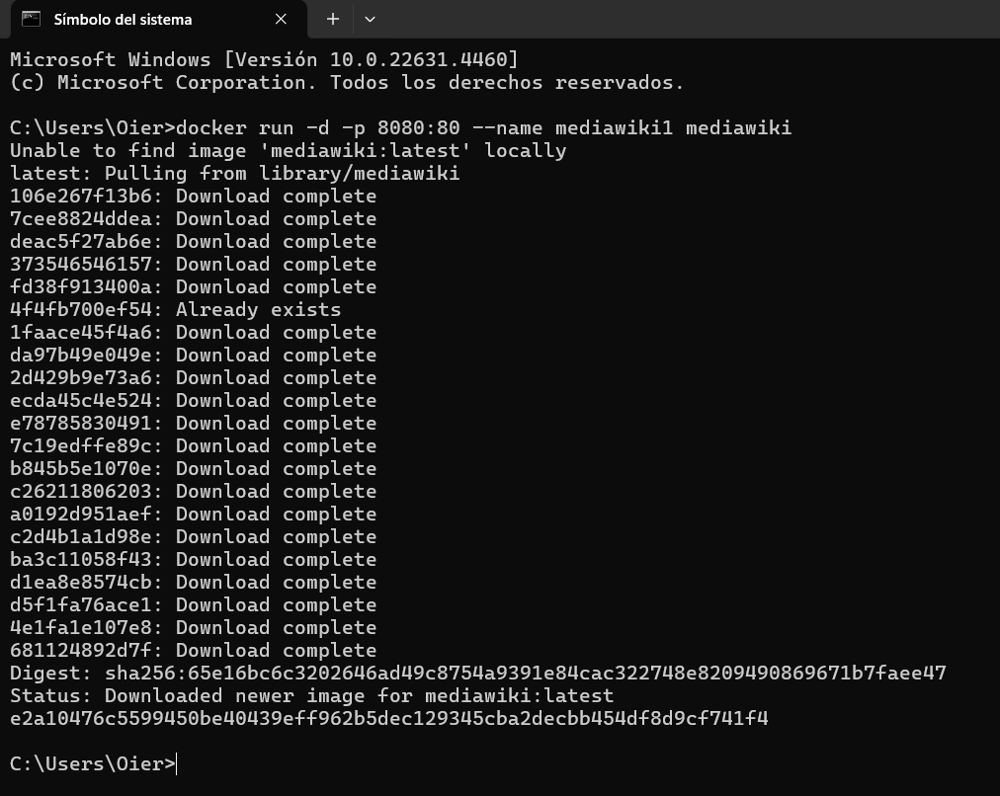 Símbolo del sistema
Microsoft Windows [Versión 10.0.22631.4460]
(c) Microsoft Corporation. Todos los derechos reservados.
C:\Users\Oier>docker run -d -p 8080:80 --name mediawiki1 mediawiki
Unable to find image 'mediawiki:latest' locally
latest: Pulling from library/mediawiki
106e267f13b6: Download complete
7cee8824ddea: Download complete
deac5f27ab6e: Download complete
373546546157: Download complete
fd38f913400a: Download complete
4f4fb700ef54: Already exists
1faace45f4a6: Download complete
da97b49e049e: Download complete
2d429b9e73a6: Download complete
ecda45c4e524: Download complete
e78785830491: Download complete
7c19edffe89c: Download complete
b845b5e1070e: Download complete
c26211806203: Download complete
a0192d951aef: Download complete
c2d4b1a1d98e: Download complete
ba3c11058f43: Download complete
d1ea8e8574cb: Download complete
d5f1fa76ace1: Download complete
4e1fa1e107e8: Download complete
681124892d7f: Download complete
Digest: sha256:65e16bc6c3202646ad49c8754a9391e84cac322748e8209490869671b7faee47
Status: Downloaded newer image for mediawiki:latest
e2a10476c5599450be40439eff962b5dec129345cba2decbb454df8d9cf741f4
C:\Users\Oier>